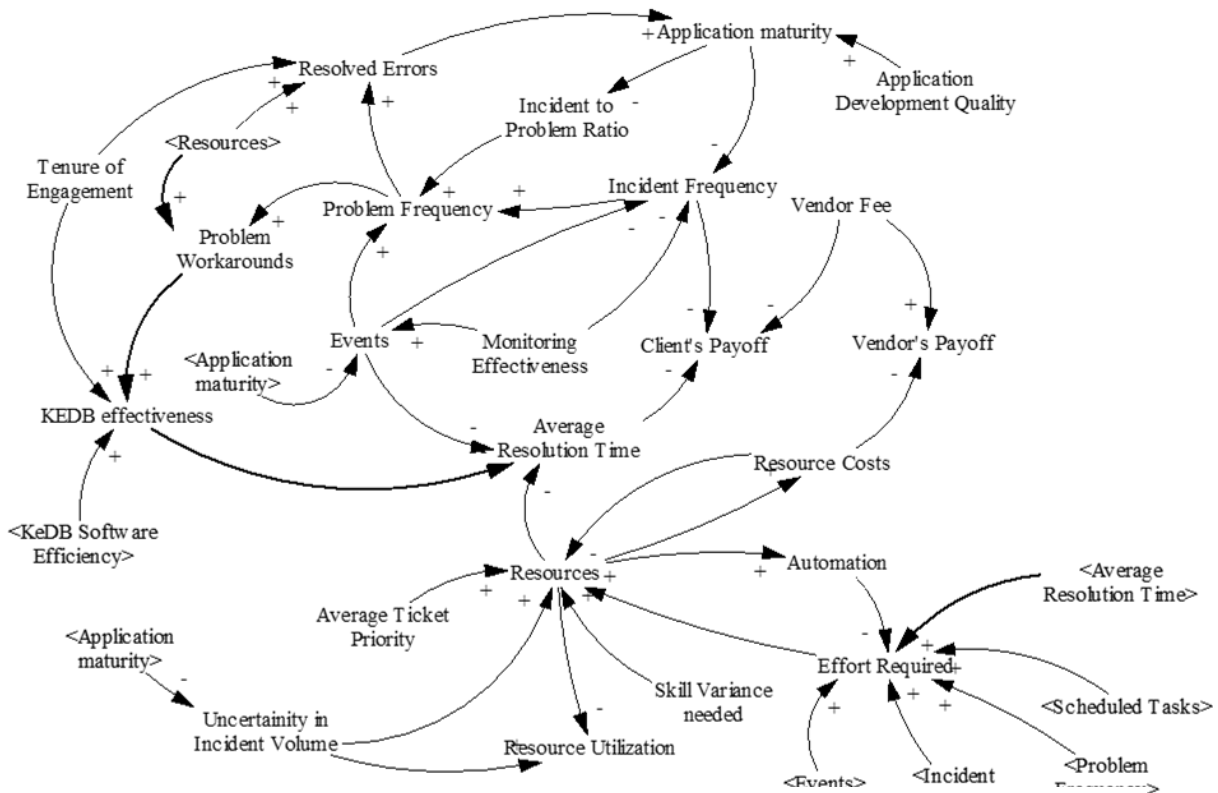 Application maturity
Resolved Errors
Application
Development Quality
Incident to
Problem Ratio
<Resources>
Tenure of
Engagement
Incident Frequency
Problem Frequency
Vendor Fee
Problem
Workarounds
Events
Monitoring
Effectiveness
Client's Payoff
Vendor's Payoff
<Application
maturity>
KEDB effectiveness
Average
Resolution Time
Resource Costs
<KeDB Software
Efficiency>
Resources
Automation
<Average
Resolution Time>
Average Ticket
Priority
<Application
maturity>
Effort Required
Skill Variance
needed
<Scheduled Tasks>
Uncertainity in
Incident Volume
Resource Utilization
<Events>
<Incident
<Problem
Frequency>